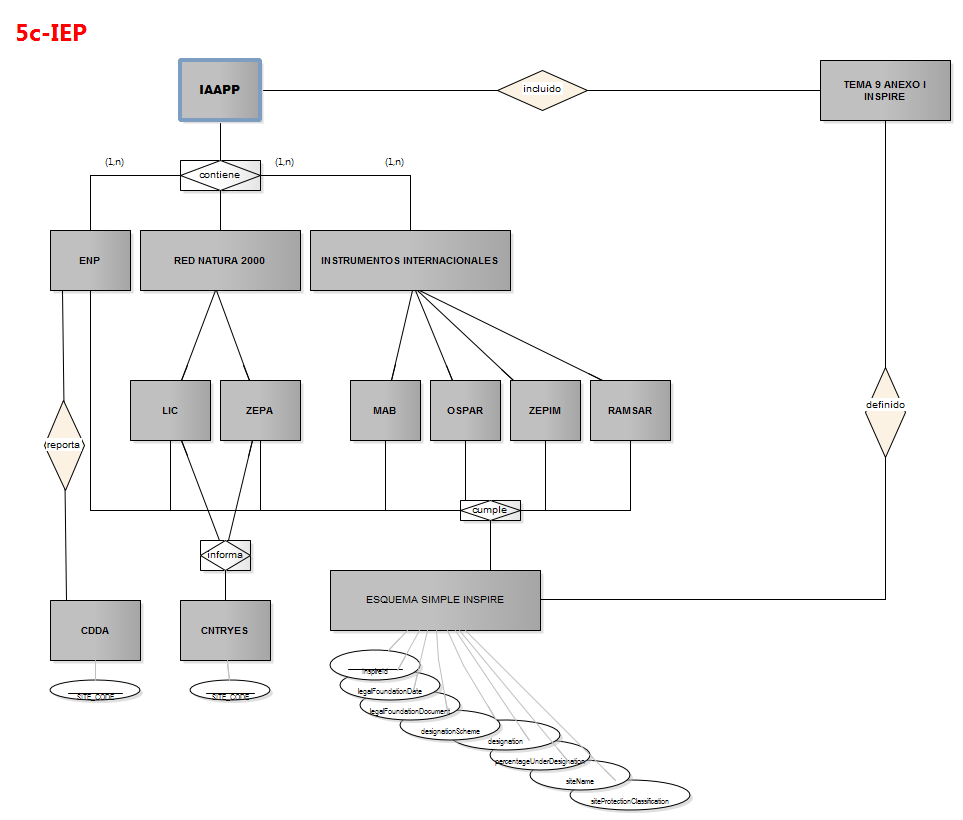 5c-IEP
IAAPP
incluido
TEMA 9 ANEXO I
INSPIRE
(1,n)
(1,n)
(1,n)
contiene
ENP
RED NATURA 2000
INSTRUMENTOS INTERNACIONALES
LIC
ZEPA
MAB
OSPAR
ZEPIM
RAMSAR
definido
reporta
cumple
informa
ESQUEMA SIMPLE INSPIRE
CDDA
CNTRYES
SITE_CODE
SITE_CODE
inspireId
legalFoundationDate
legalFoundationDocument
designationScheme
designation
percentageUnderDesignation
siteName
siteProtectionClassification